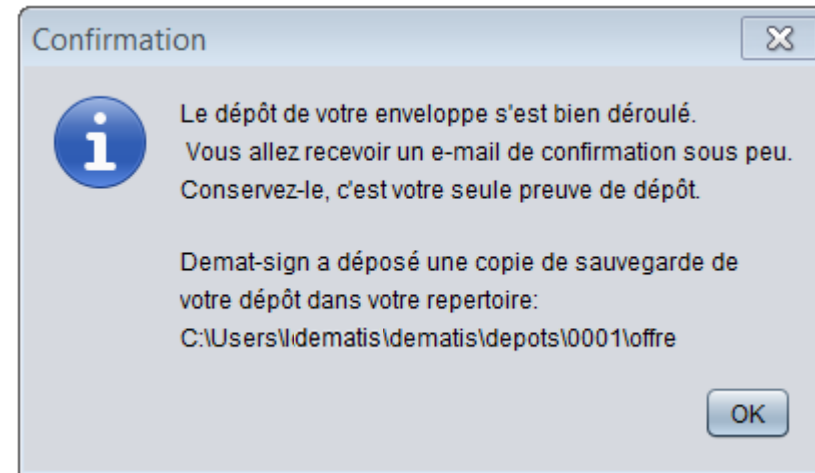 Confirmation
Le dépôt de votre enveloppe s'est bien déroulé.
Vous allez recevoir un e-mail de confirmation sous peu.
Conservez-le, c'est votre seule preuve de dépôt.
Demat-sign a déposé une copie de sauvegarde de
votre dépôt dans votre repertoire:
C:\Users\ldematis\dematis\depots\0001\offre
OK